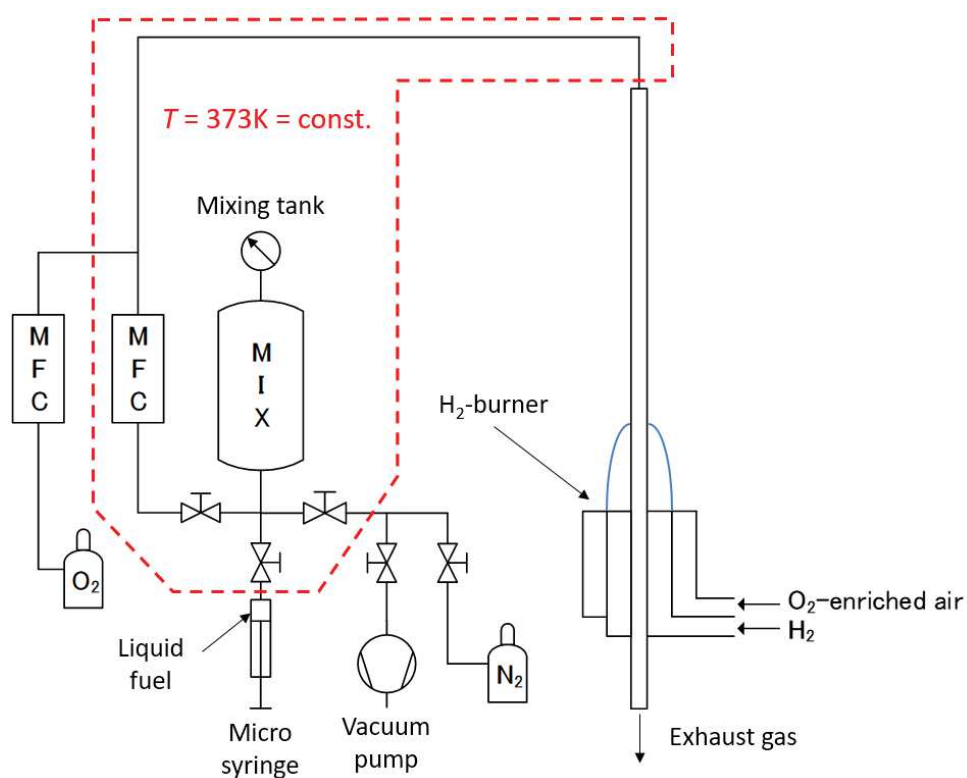 T = 373K = const.
Mixing tank
M
F
C
M
F
C
M
I
X
H₂-burner
O₂
Liquid
fuel
Micro
syringe
Vacuum
pump
N₂
O₂-enriched air
H₂
Exhaust gas